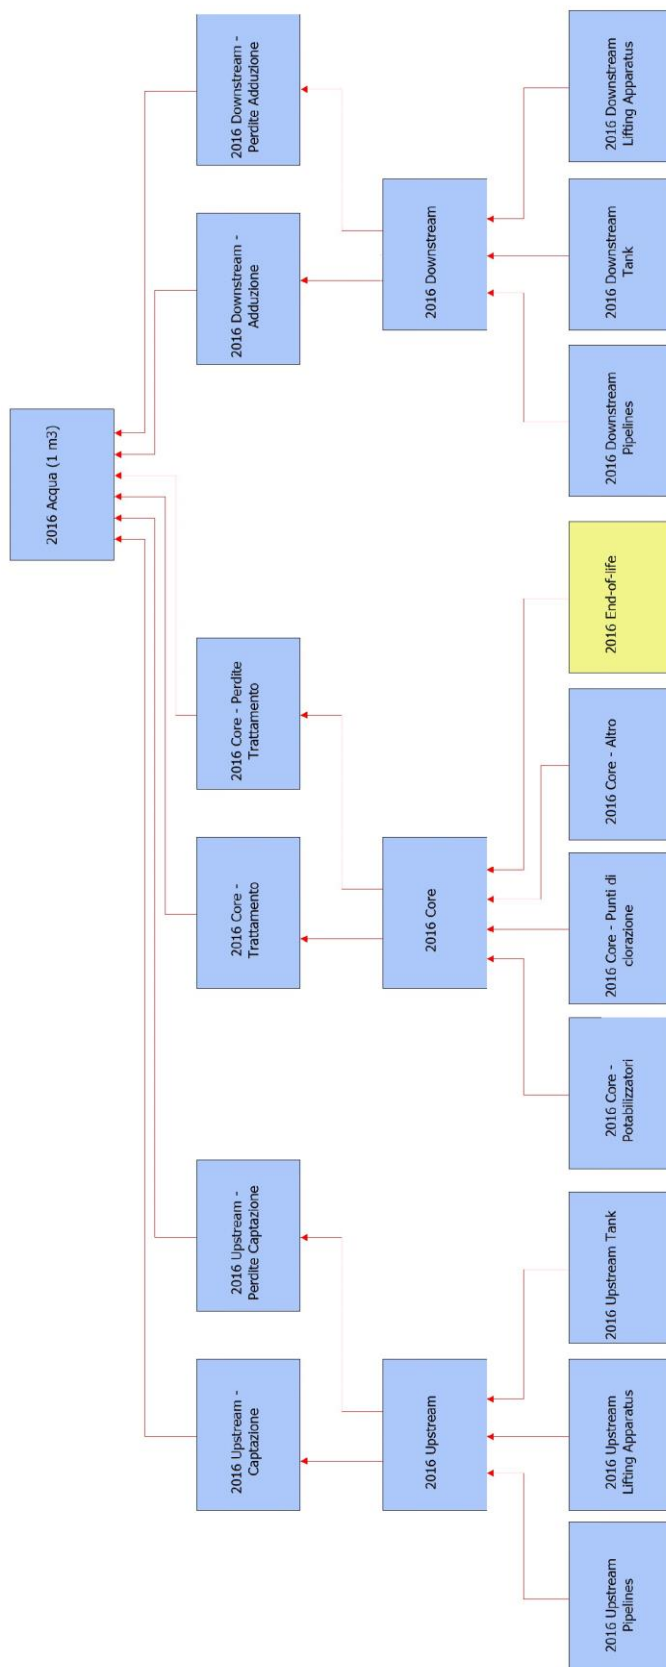 2016 Acqua (1 m3)
2016 Upstream -
Captazione
2016 Upstream -
Perdite Captazione
2016 Core -
Trattamento
2016 Core - Perdite
Trattamento
2016 Downstream -
Adduzione
2016 Downstream -
Perdite Adduzione
2016 Upstream
2016 Core
2016 Downstream
2016 Upstream
Pipelines
2016 Upstream
Lifting Apparatus
2016 Upstream Tank
2016 Core -
Potabilizzatori
2016 Core - Punti di
clorazione
2016 Core - Altro
2016 End-of-life
2016 Downstream
Pipelines
2016 Downstream
Tank
2016 Downstream
Lifting Apparatus